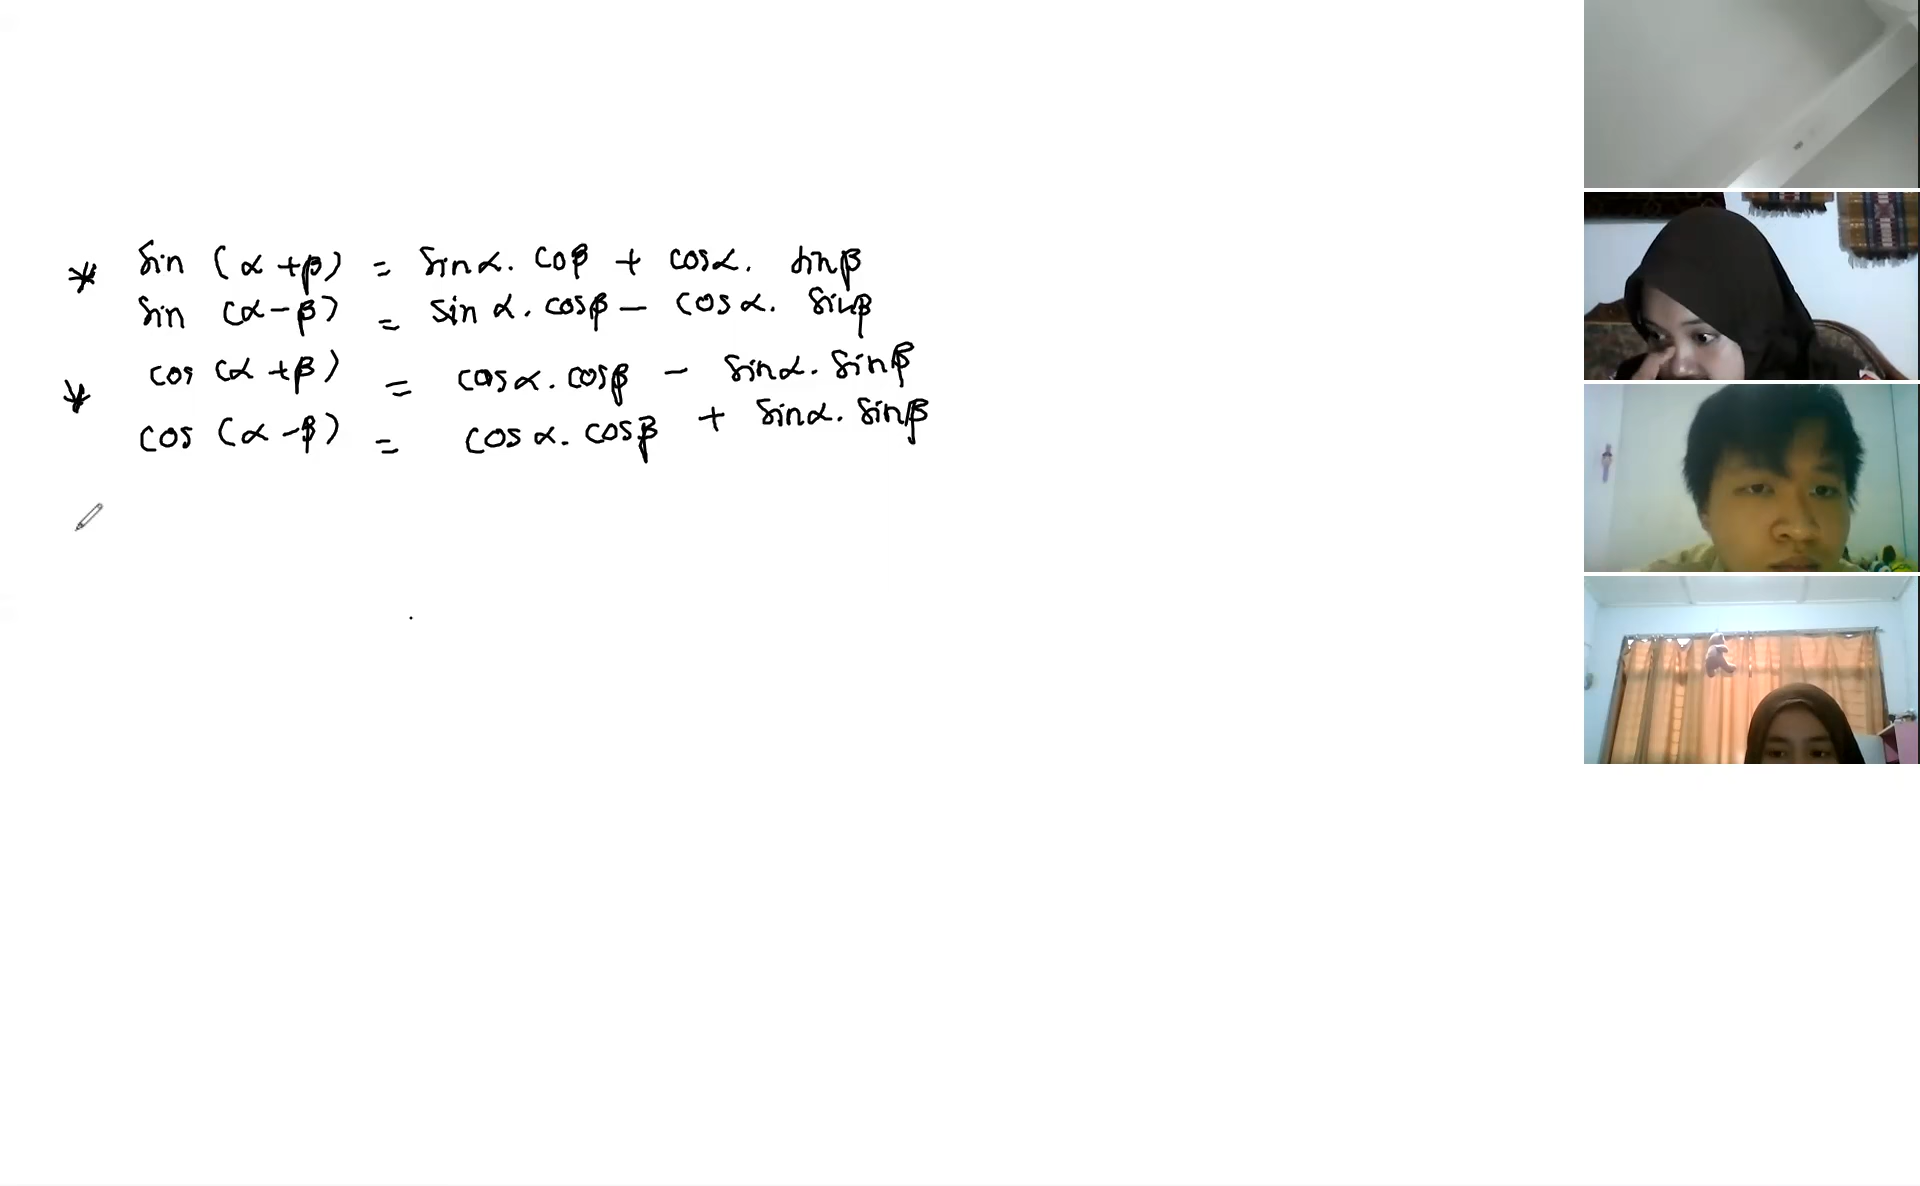 * sin (α + β) = sin α . coβ + cos α . sin β
sin (α - β) = sin α . cos β - cos α . sin β
* cos (α + β) = cos α . cos β - sin α . sin β
cos (α - β) = cos α . cos β + sin α . sin β